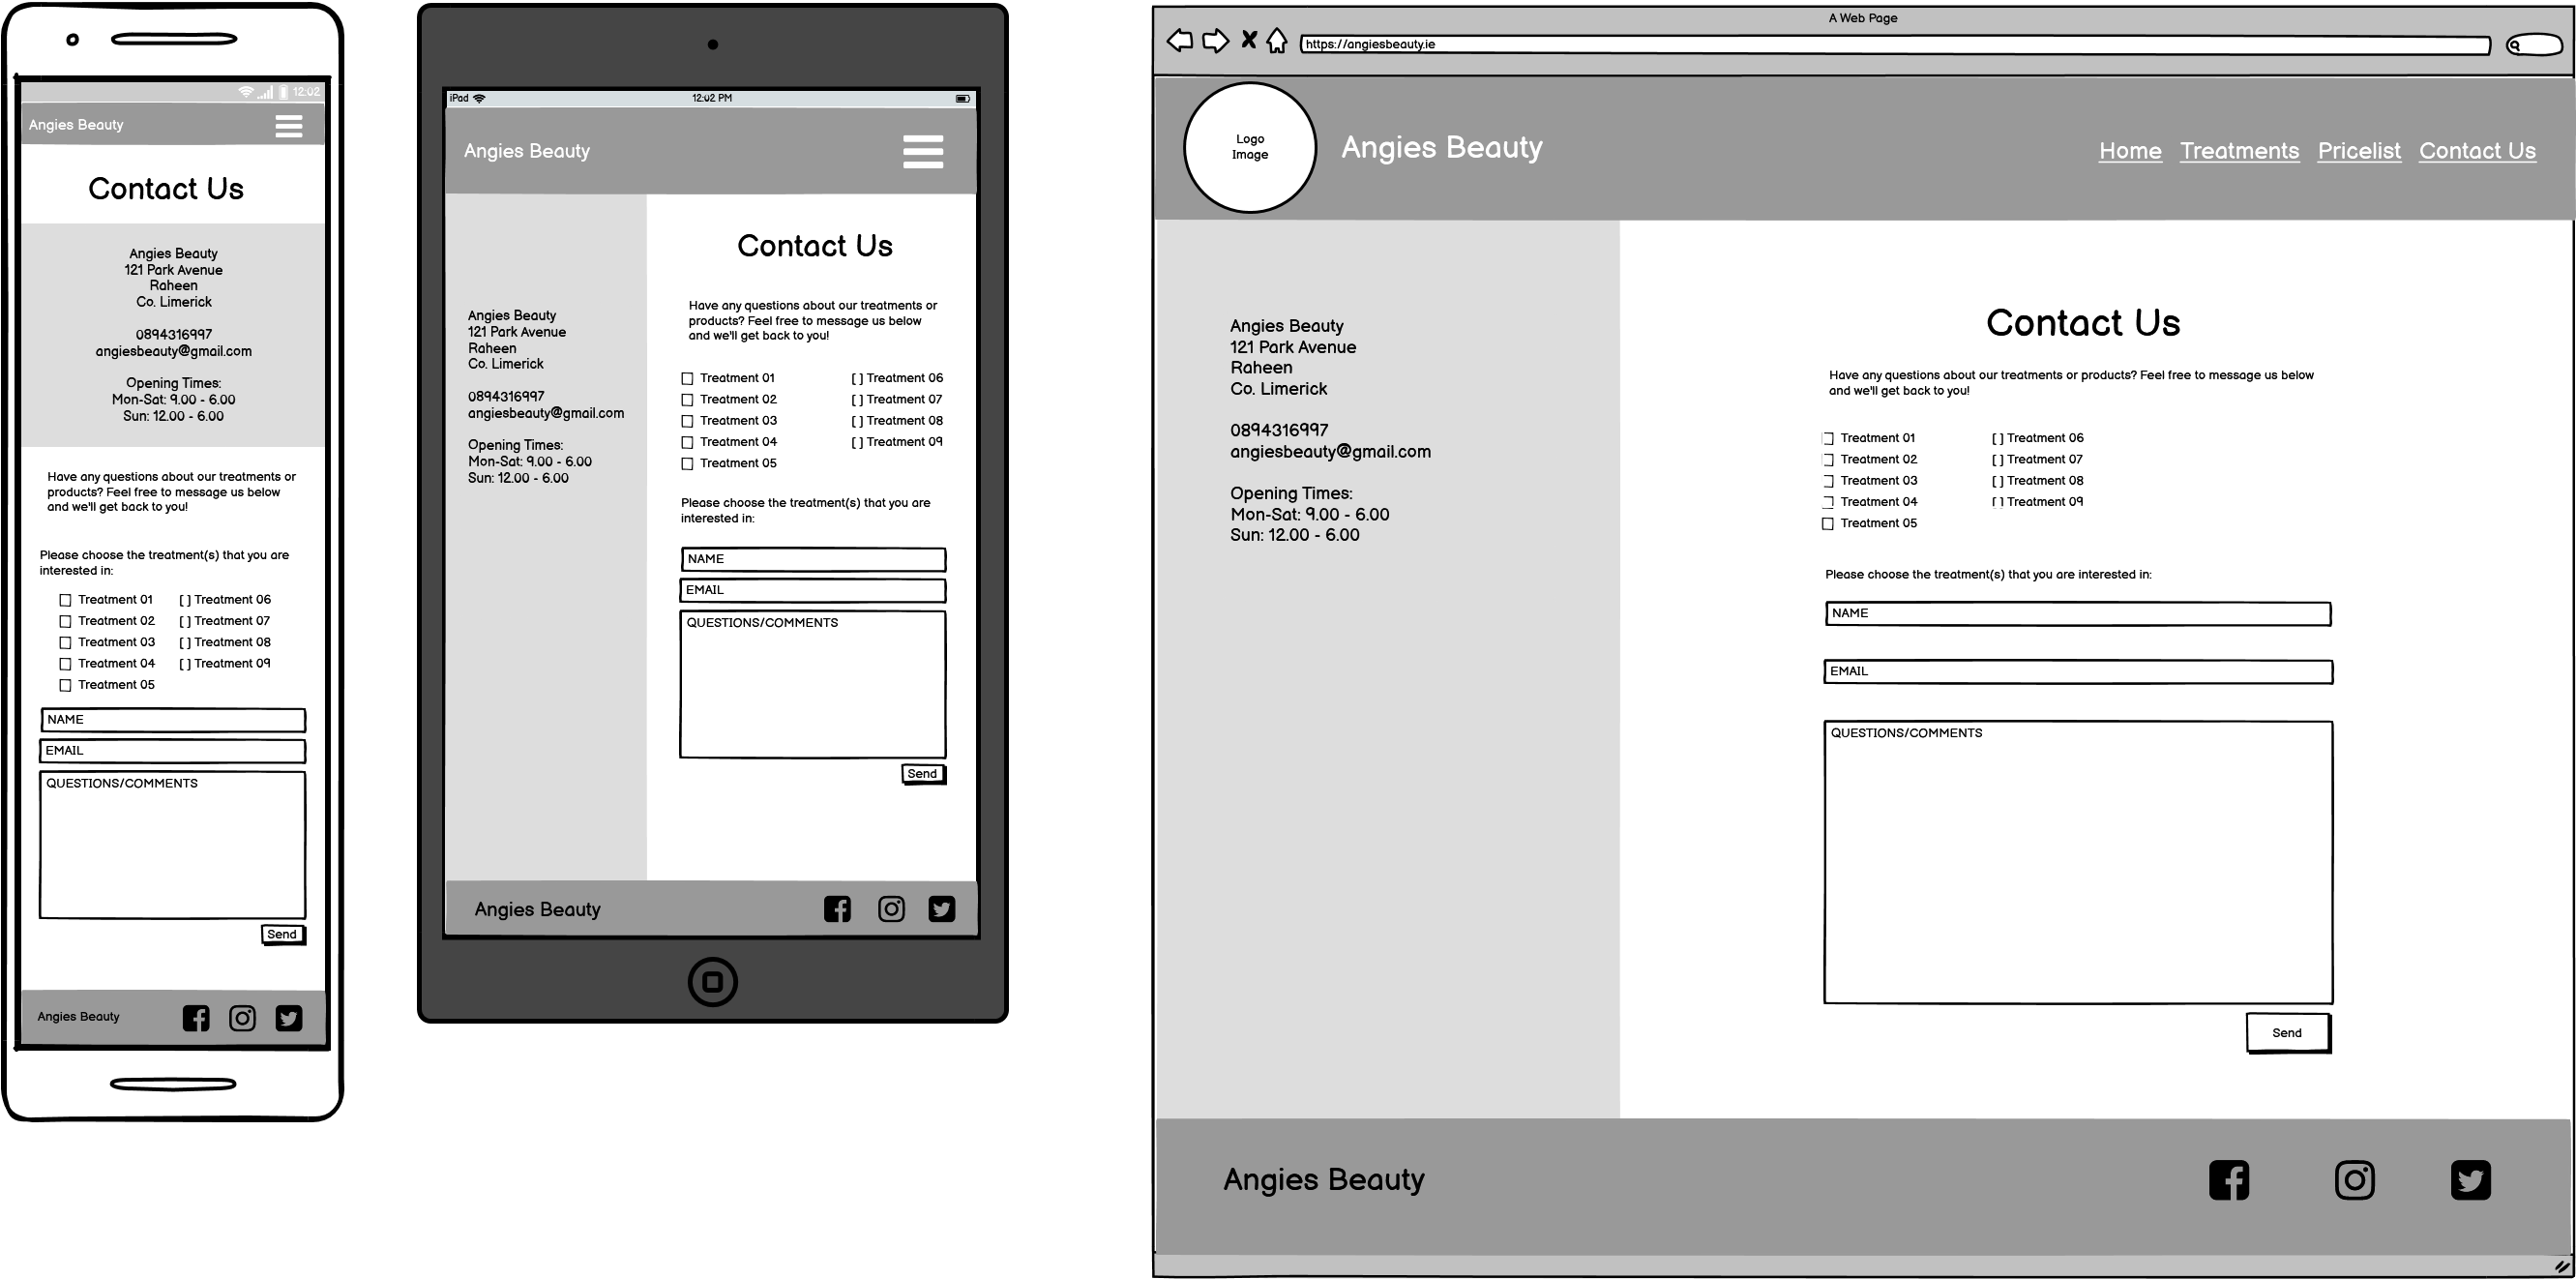 12:02
Angies Beauty
Contact Us
Angies Beauty
121 Park Avenue
Raheen
Co. Limerick
0894316997
angiesbeauty@gmail.com
Opening Times:
Mon-Sat: 9.00 - 6.00
Sun: 12.00 - 6.00
Have any questions about our treatments or
products? Feel free to message us below
and we'll get back to you!
Please choose the treatment(s) that you are
interested in:
Treatment 01 [ ] Treatment 06
Treatment 02 [ ] Treatment 07
Treatment 03 [ ] Treatment 08
Treatment 04 [ ] Treatment 09
Treatment 05
NAME
EMAIL
QUESTIONS/COMMENTS
Send
Angies Beauty
iPad 12:02 PM
Angies Beauty
Angies Beauty
121 Park Avenue
Raheen
Co. Limerick
0894316997
angiesbeauty@gmail.com
Opening Times:
Mon-Sat: 9.00 - 6.00
Sun: 12.00 - 6.00
Contact Us
Have any questions about our treatments or
products? Feel free to message us below
and we'll get back to you!
Treatment 01 [ ] Treatment 06
Treatment 02 [ ] Treatment 07
Treatment 03 [ ] Treatment 08
Treatment 04 [ ] Treatment 09
Treatment 05
Please choose the treatment(s) that you are
interested in:
NAME
EMAIL
QUESTIONS/COMMENTS
Send
Angies Beauty
A Web Page
https://angiesbeauty.ie
Logo
Image
Angies Beauty
Home Treatments Pricelist Contact Us
Angies Beauty
121 Park Avenue
Raheen
Co. Limerick
0894316997
angiesbeauty@gmail.com
Opening Times:
Mon-Sat: 9.00 - 6.00
Sun: 12.00 - 6.00
Contact Us
Have any questions about our treatments or products? Feel free to message us below
and we'll get back to you!
Treatment 01 [ ] Treatment 06
Treatment 02 [ ] Treatment 07
Treatment 03 [ ] Treatment 08
Treatment 04 [ ] Treatment 09
Treatment 05
Please choose the treatment(s) that you are interested in:
NAME
EMAIL
QUESTIONS/COMMENTS
Send
Angies Beauty